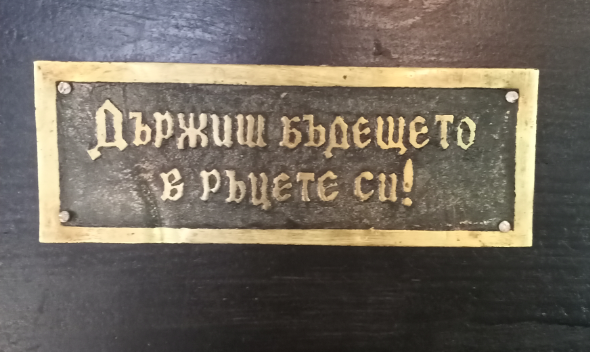 Държиш бъдещето
в ръцете си!